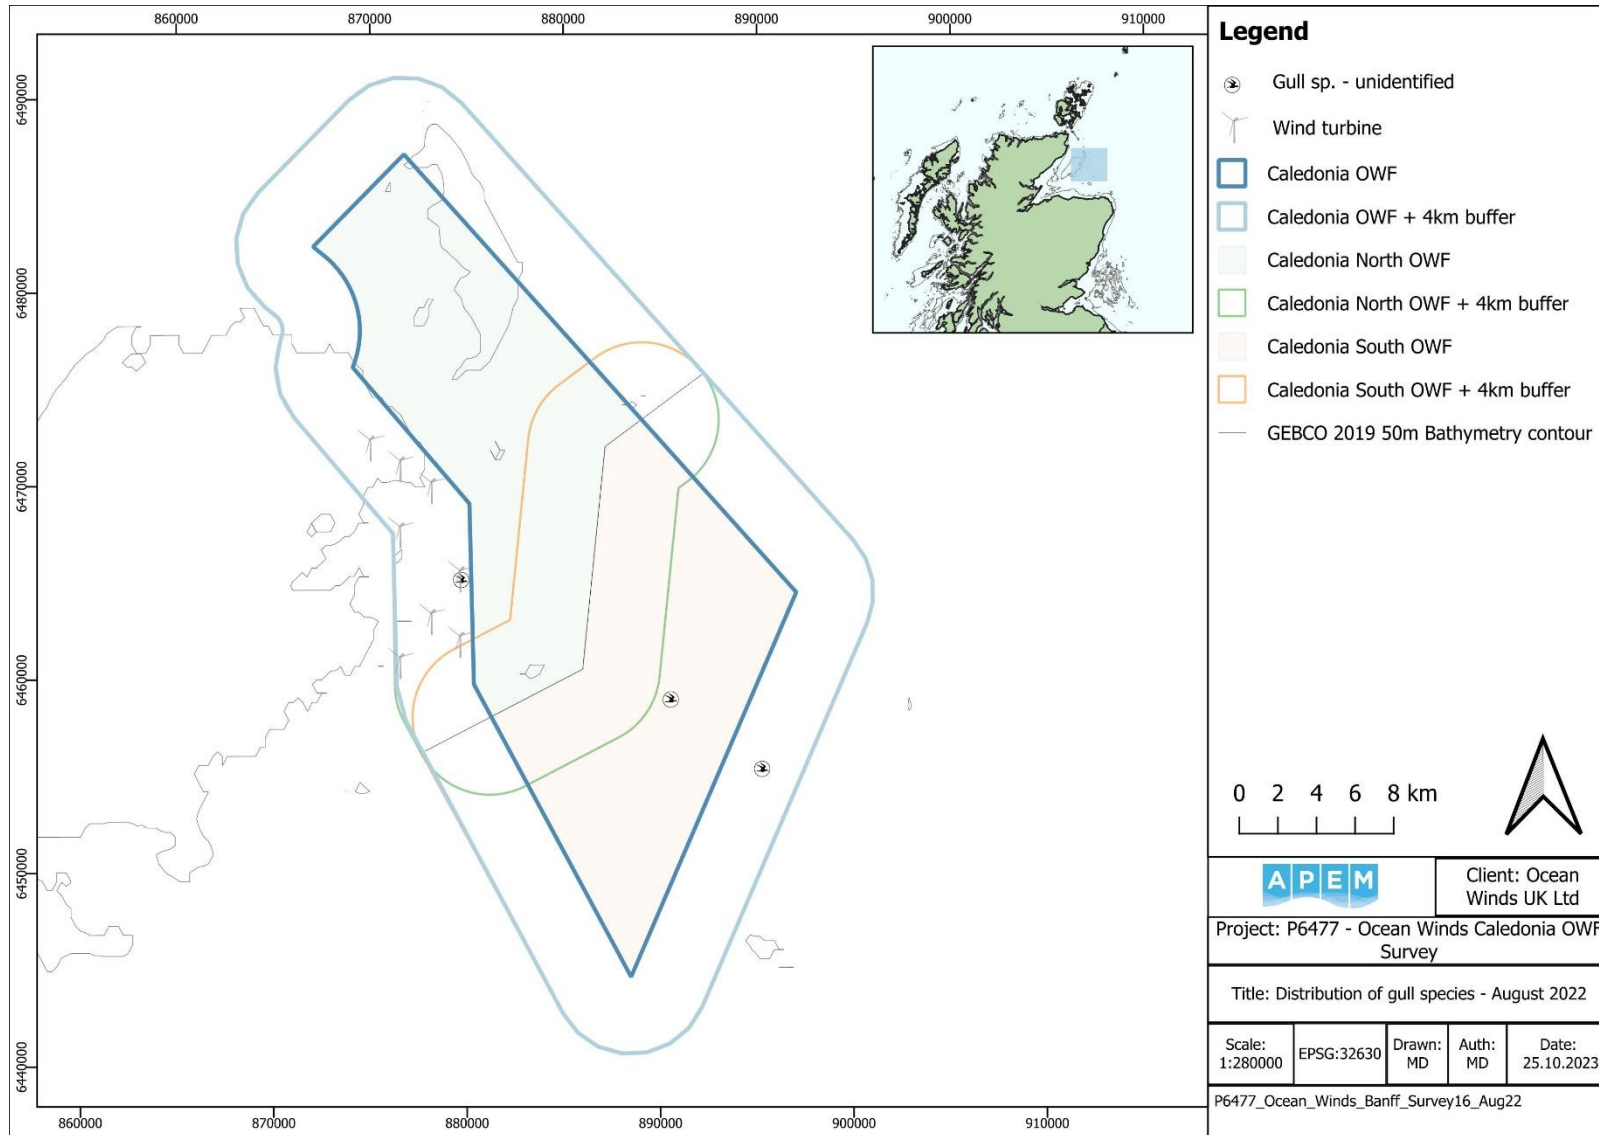 860000 870000 880000 890000 900000 910000
6490000
6480000
6470000
6460000
6450000
6440000
860000 870000 880000 890000 900000 910000
Legend
Gull sp. - unidentified
Wind turbine
Caledonia OWF
Caledonia OWF + 4km buffer
Caledonia North OWF
Caledonia North OWF + 4km buffer
Caledonia South OWF
Caledonia South OWF + 4km buffer
GEBCO 2019 50m Bathymetry contour
0 2 4 6 8 km
APEM
Client: Ocean
Winds UK Ltd
Project: P6477 - Ocean Winds Caledonia OWF
Survey
Title: Distribution of gull species - August 2022
Scale:
1:280000
EPSG:32630
Drawn:
MD
Auth:
MD
Date:
25.10.2023
P6477_Ocean_Winds_Banff_Survey16_Aug22